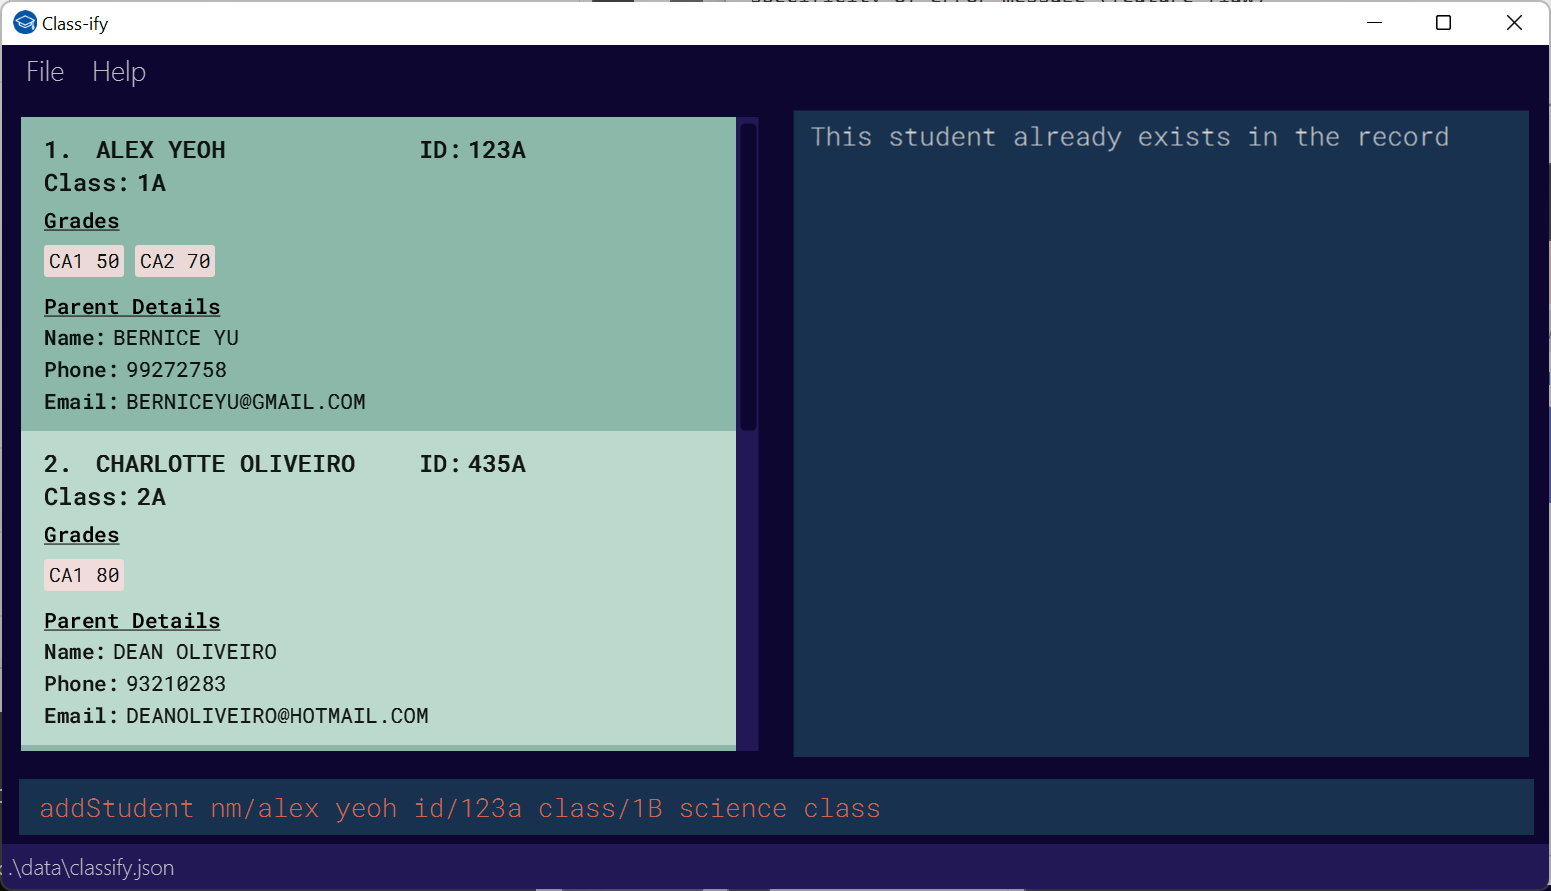 Class-ify
File Help
1. ALEX YEOH ID: 123A
Class: 1A
Grades
CA1 50 CA2 70
Parent Details
Name: BERNICE YU
Phone: 99272758
Email: BERNICEYU@GMAIL.COM
2. CHARLOTTE OLIVEIRO ID: 435A
Class: 2A
Grades
CA1 80
Parent Details
Name: DEAN OLIVEIRO
Phone: 93210283
Email: DEANOLIVEIRO@HOTMAIL.COM
This student already exists in the record
addStudent nm/alex yeoh id/123a class/1B science class
.\data\classify.json